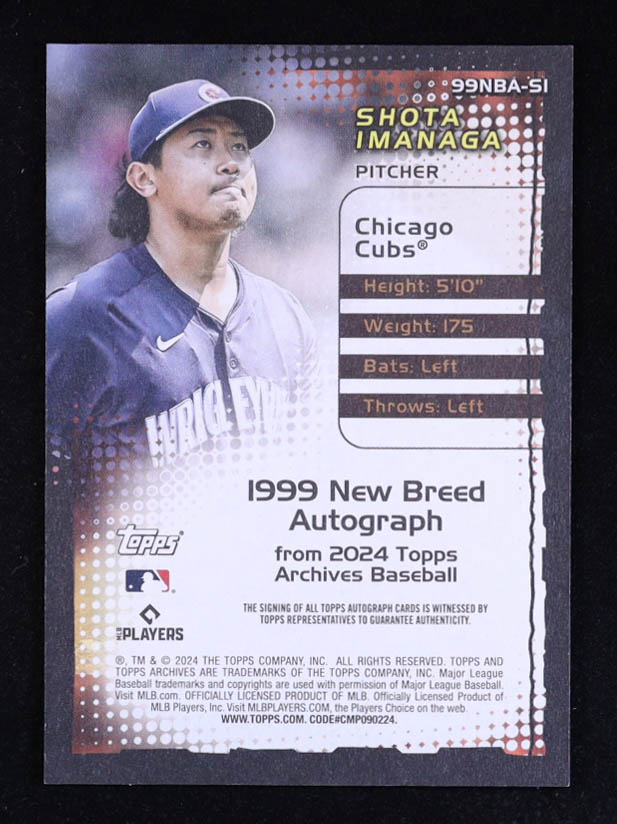 99NBA-SI
SHOTA
IMANAGA
PITCHER
Chicago
Cubs®
Height: 5'10"
Weight: 175
Bats: Left
Throws: Left
WRIGLEYV
1999 New Breed
Autograph
from 2024 Topps
Archives Baseball
Topps
THE SIGNING OF ALL TOPPS AUTOGRAPH CARDS IS WITNESSED BY
TOPPS REPRESENTATIVES TO GUARANTEE AUTHENTICITY.
MLB PLAYERS
®, TM & © 2024 THE TOPPS COMPANY, INC. ALL RIGHTS RESERVED. TOPPS AND
TOPPS ARCHIVES ARE TRADEMARKS OF THE TOPPS COMPANY, INC. Major League
Baseball trademarks and copyrights are used with permission of Major League Baseball.
Visit MLB.com. OFFICIALLY LICENSED PRODUCT OF MLB. Officially Licensed Product of
MLB Players, Inc. Visit MLBPLAYERS.COM, the Players Choice on the web.
WWW.TOPPS.COM. CODE#CMP090224.